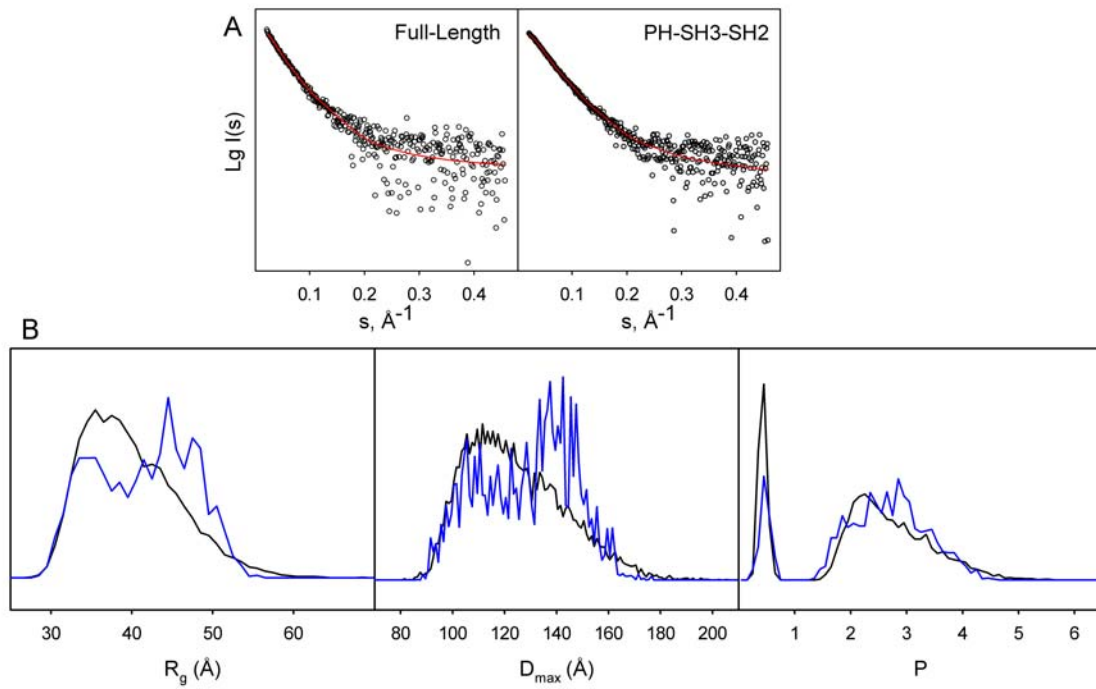 A
Full-Length
PH-SH3-SH2
Lg I(s)
0.1 0.2 0.3 0.4
0.1 0.2 0.3 0.4
s, Å-1
s, Å-1
B
30 40 50 60
80 100 120 140 160 180 200
1 2 3 4 5 6
Rg (Å)
Dmax (Å)
P